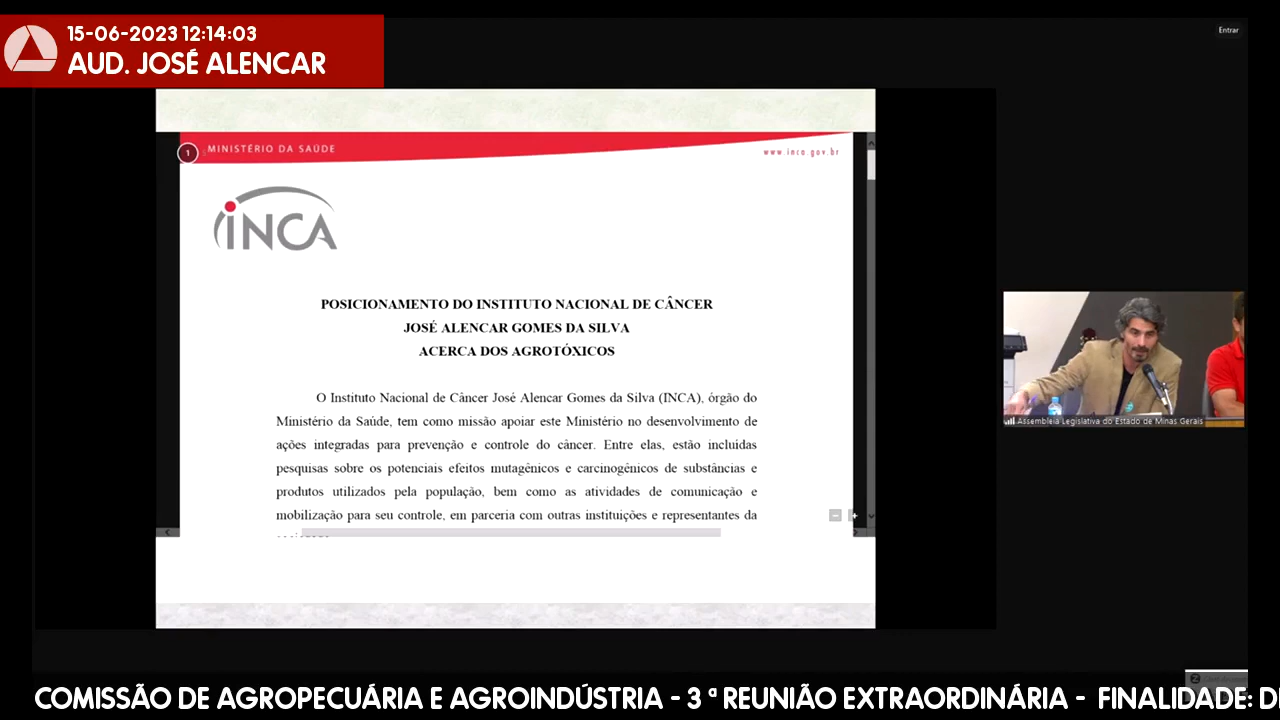 15-06-2023 12:14:03
AUD. JOSÉ ALENCAR
Entrar
1
MINISTÉRIO DA SAÚDE
www.inca.gov.br
INCA
POSICIONAMENTO DO INSTITUTO NACIONAL DE CÂNCER
JOSÉ ALENCAR GOMES DA SILVA
ACERCA DOS AGROTÓXICOS
O Instituto Nacional de Câncer José Alencar Gomes da Silva (INCA), órgão do
Ministério da Saúde, tem como missão apoiar este Ministério no desenvolvimento de
ações integradas para prevenção e controle do câncer. Entre elas, estão incluidas
pesquisas sobre os potenciais efeitos mutagênicos e carcinogênicos de substâncias e
produtos utilizados pela população, bem como as atividades de comunicação e
mobilização para seu controle, em parceria com outras instituições e representantes da
Assembleia Legislativa do Estado de Minas Gerais
COMISSÃO DE AGROPECUÁRIA E AGROINDÚSTRIA - 3 ª REUNIÃO EXTRAORDINÁRIA - FINALIDADE: D